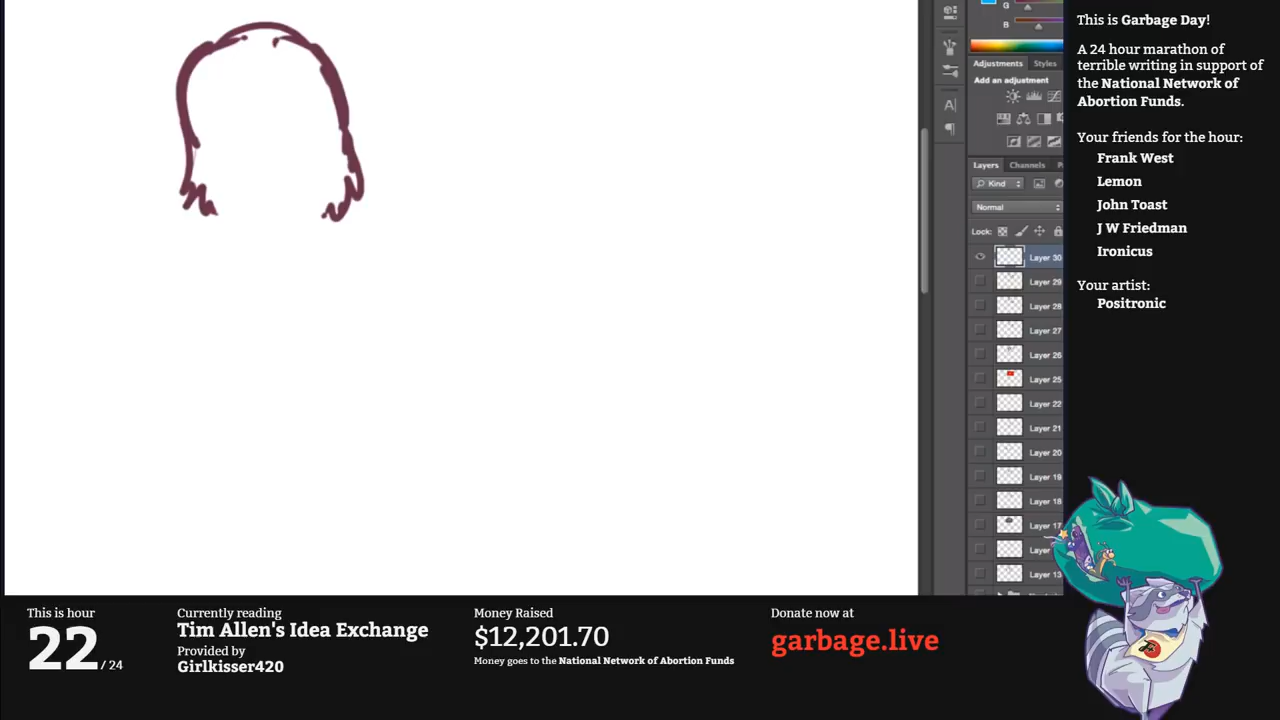 G
B
Adjustments Styles
Add an adjustment
A|
Layers Channels P
Kind
Normal
Lock:
Layer 30
Layer 29
Layer 28
Layer 27
Layer 26
Layer 25
Layer 22
Layer 21
Layer 20
Layer 19
Layer 18
Layer 17
Layer
Layer 13
This is Garbage Day!
A 24 hour marathon of
terrible writing in support of
the National Network of
Abortion Funds.
Your friends for the hour:
Frank West
Lemon
John Toast
J W Friedman
Ironicus
Your artist:
Positronic
This is hour
22 / 24
Currently reading
Tim Allen's Idea Exchange
Provided by
Girlkisser420
Money Raised
$12,201.70
Money goes to the National Network of Abortion Funds
Donate now at
garbage.live